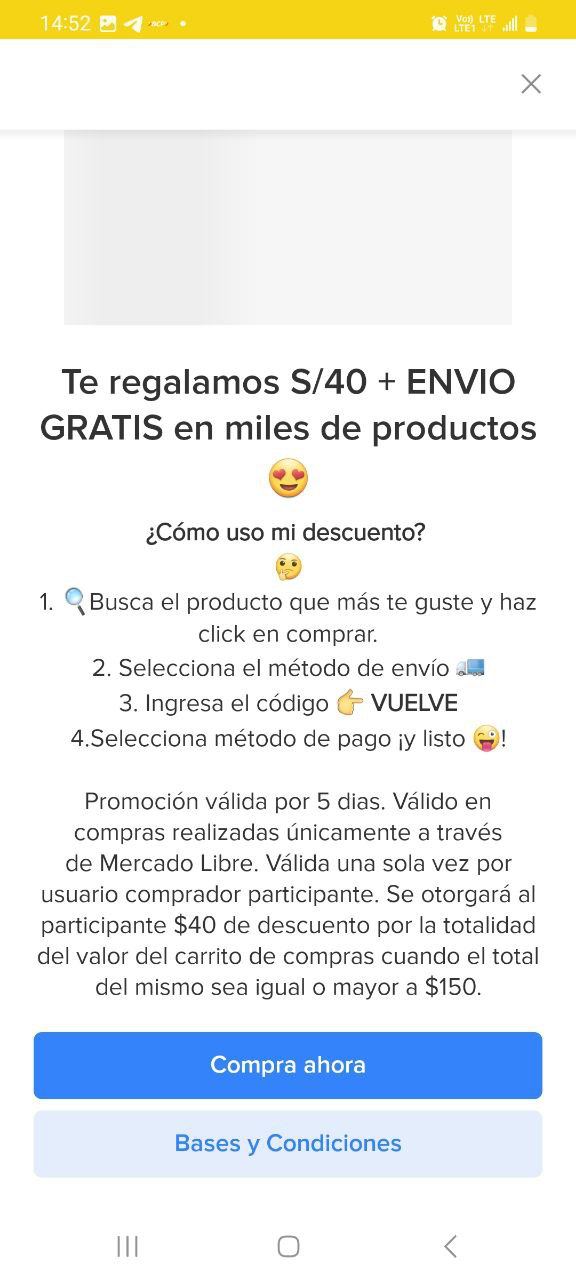 14:52 BCP Vo)) LTE
LTE1
Te regalamos S/40 + ENVIO
GRATIS en miles de productos
😍
¿Cómo uso mi descuento?
🤔
1. 🔍Busca el producto que más te guste y haz
click en comprar.
2. Selecciona el método de envío 🚚
3. Ingresa el código 👉 VUELVE
4.Selecciona método de pago ¡y listo 😜!
Promoción válida por 5 dias. Válido en
compras realizadas únicamente a través
de Mercado Libre. Válida una sola vez por
usuario comprador participante. Se otorgará al
participante $40 de descuento por la totalidad
del valor del carrito de compras cuando el total
del mismo sea igual o mayor a $150.
Compra ahora
Bases y Condiciones